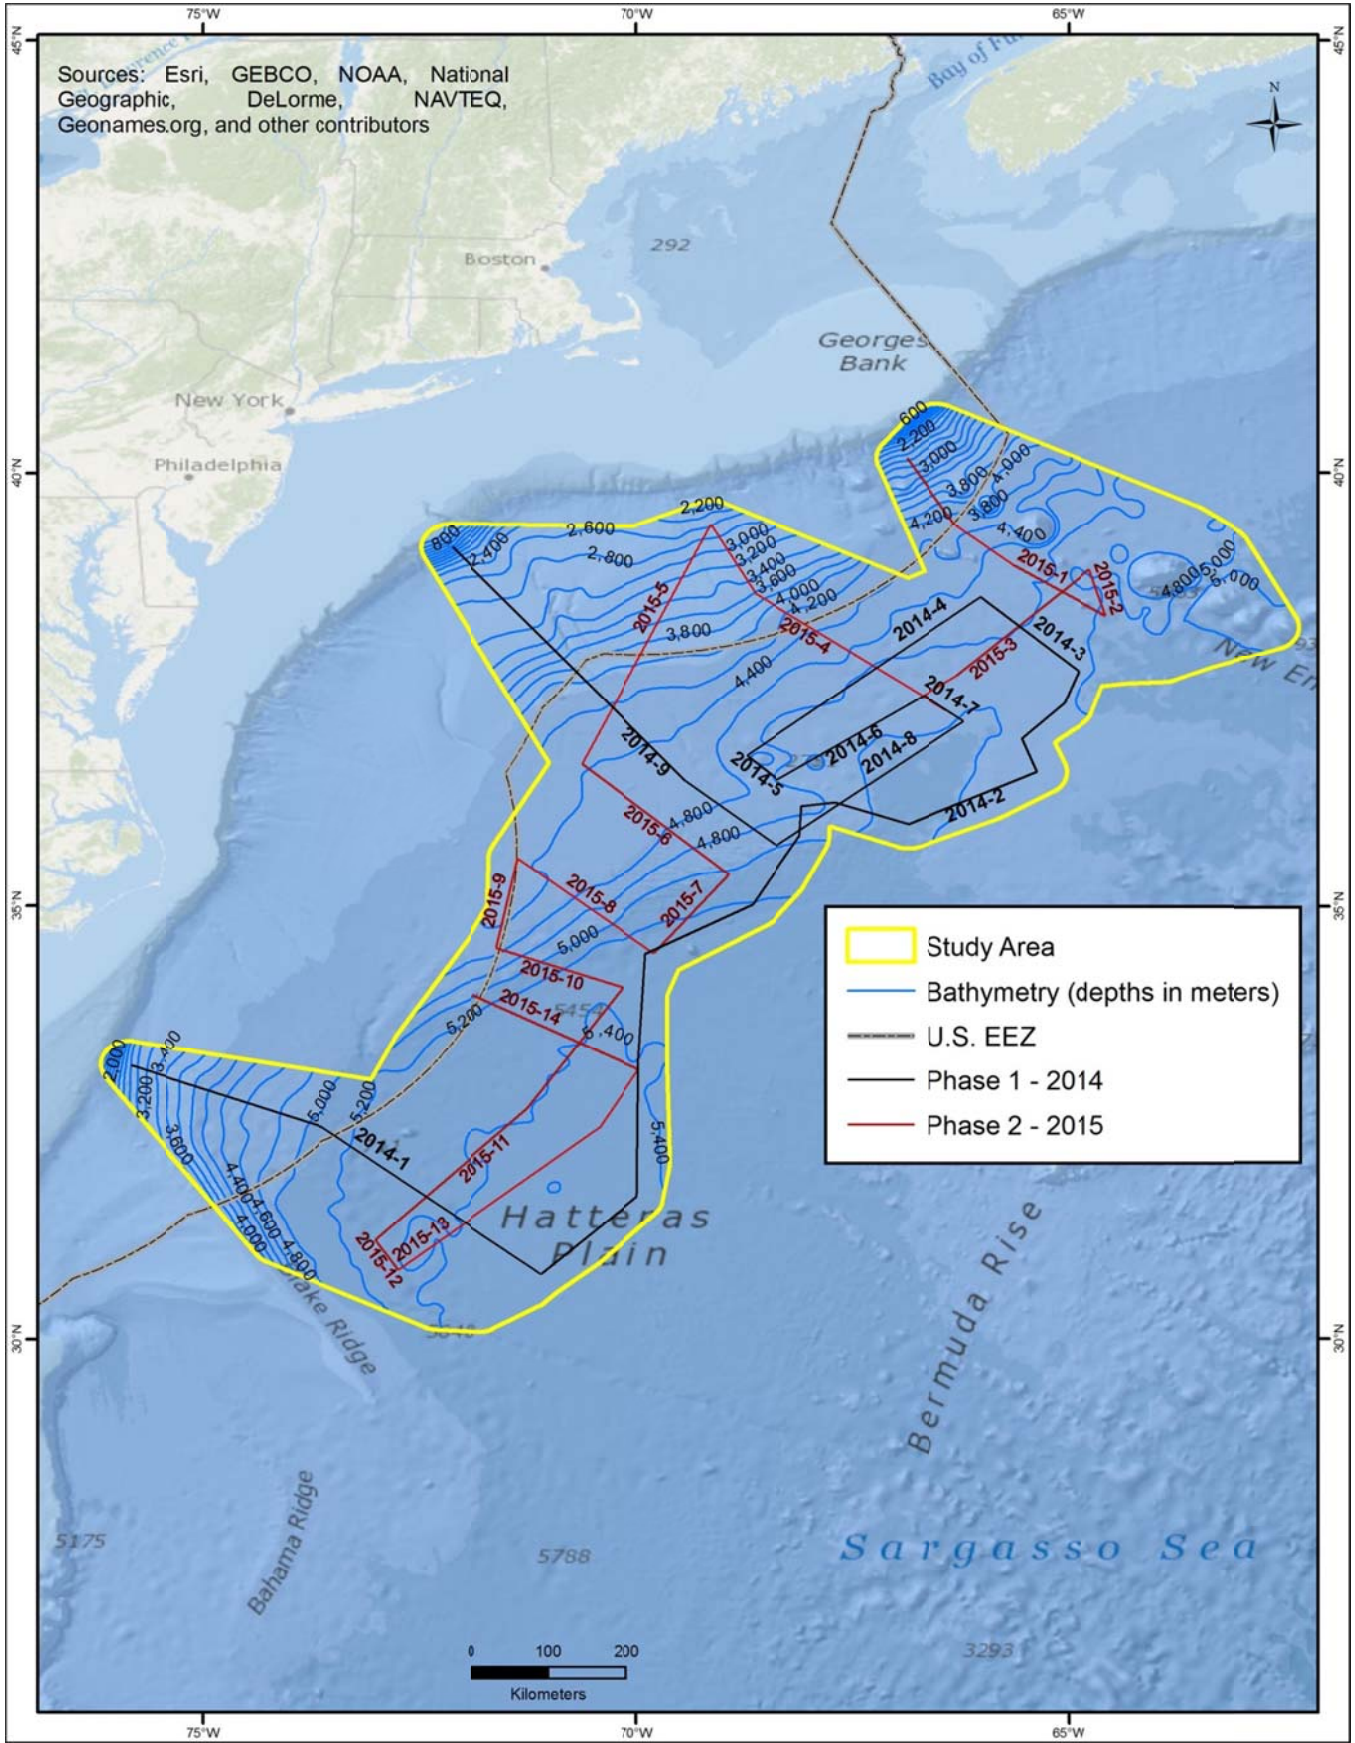 75°W
70°W
65°W
45°N
45°N
Sources: Esri, GEBCO, NOAA, National
Geographic, DeLorme, NAVTEQ,
Geonames.org, and other contributors
N
Bay of
292
Boston
Georges
Bank
New York
Philadelphia
40°N
40°N
600
2,200
3,000
3,800
4,000
3,800
4,200
4,400
2,200
2,600
800
2,400
2,800
3,000
3,200
3,400
3,600
4,000
4,200
3,800
4,400
5,000
4,800
5,000
2015-1
2015-2
2015-5
2015-4
2014-4
2014-3
2015-3
2014-7
2014-6
2014-8
2014-5
2014-9
2014-2
New
4,800
4,800
2015-6
2015-8
2015-7
2015-9
35°N
35°N
5,000
2015-10
2015-14
5454
5,200
5,400
2,000
3,400
3,200
3,600
5,000
5,200
2014-1
4,400
4,600
4,000
4,800
2015-11
5,400
2015-13
2015-12
Hatteras
Plain
Study Area
Bathymetry (depths in meters)
U.S. EEZ
Phase 1 - 2014
Phase 2 - 2015
Blake Ridge
30°N
30°N
Bermuda Rise
Bahama Ridge
5175
5788
Sargasso Sea
3293
0 100 200
Kilometers
75°W
70°W
65°W